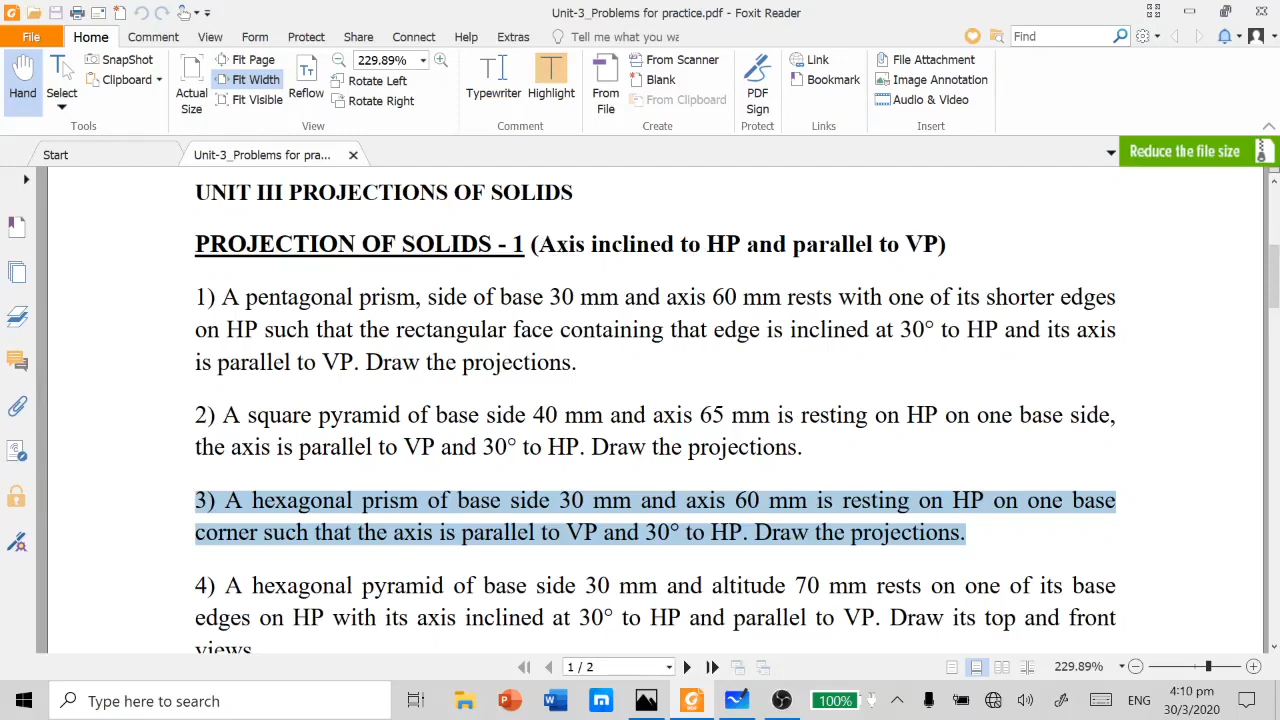 Unit-3_Problems for practice.pdf - Foxit Reader
File Home Comment View Form Protect Share Connect Help Extras Tell me what you wa Find
Hand
Select
SnapShot
Clipboard
Tools
Actual Size
Fit Page
Fit Width
Fit Visible
Reflow
229.89%
Rotate Left
Rotate Right
View
Typewriter
Highlight
Comment
From File
From Scanner
Blank
From Clipboard
Create
PDF Sign
Protect
Link
Bookmark
Links
File Attachment
Image Annotation
Audio & Video
Insert
Start Unit-3_Problems for pra... Reduce the file size
UNIT III PROJECTIONS OF SOLIDS
PROJECTION OF SOLIDS - 1 (Axis inclined to HP and parallel to VP)
1) A pentagonal prism, side of base 30 mm and axis 60 mm rests with one of its shorter edges
on HP such that the rectangular face containing that edge is inclined at 30° to HP and its axis
is parallel to VP. Draw the projections.
2) A square pyramid of base side 40 mm and axis 65 mm is resting on HP on one base side,
the axis is parallel to VP and 30° to HP. Draw the projections.
3) A hexagonal prism of base side 30 mm and axis 60 mm is resting on HP on one base
corner such that the axis is parallel to VP and 30° to HP. Draw the projections.
4) A hexagonal pyramid of base side 30 mm and altitude 70 mm rests on one of its base
edges on HP with its axis inclined at 30° to HP and parallel to VP. Draw its top and front
views.
1 / 2 229.89%
Type here to search 100% ENG
4:10 pm
30/3/2020